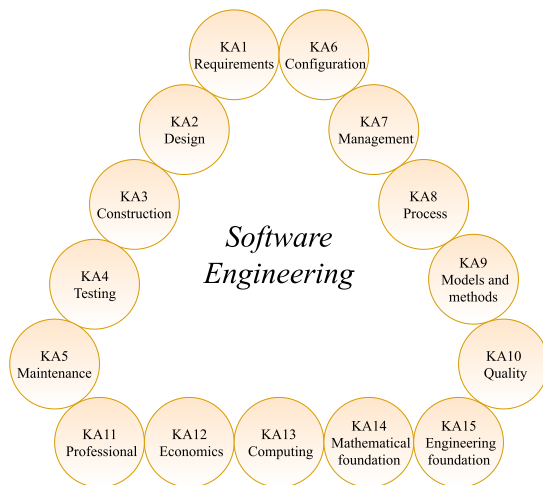 KA1
Requirements
KA6
Configuration
KA2
Design
KA7
Management
KA3
Construction
KA8
Process
Software
Engineering
KA4
Testing
KA9
Models and
methods
KA5
Maintenance
KA10
Quality
KA11
Professional
KA12
Economics
KA13
Computing
KA14
Mathematical
foundation
KA15
Engineering
foundation